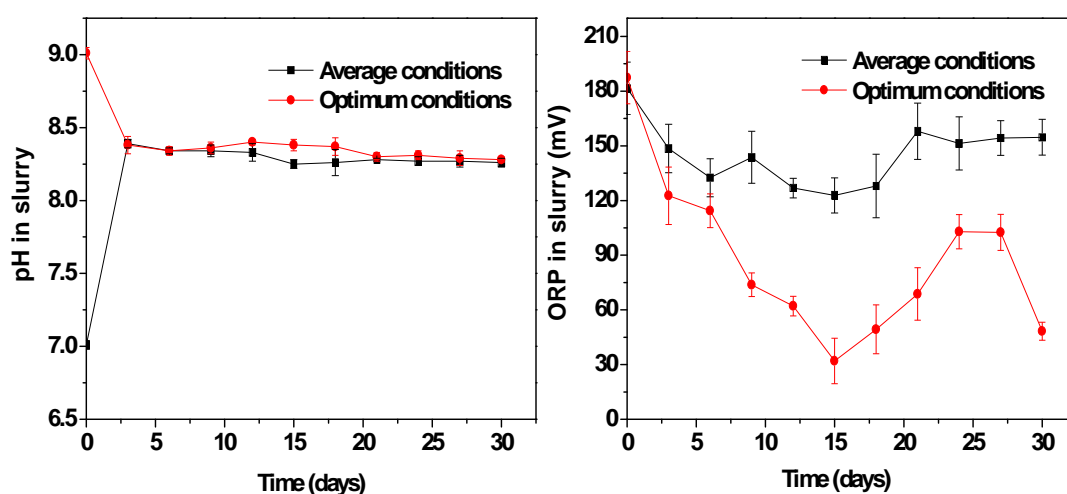 9.0
8.5
8.0
7.5
7.0
6.5
pH in slurry
Average conditions
Optimum conditions
0 5 10 15 20 25 30
Time (days)
210
180
150
120
90
60
30
0
ORP in slurry (mV)
Average conditions
Optimum conditions
0 5 10 15 20 25 30
Time (days)